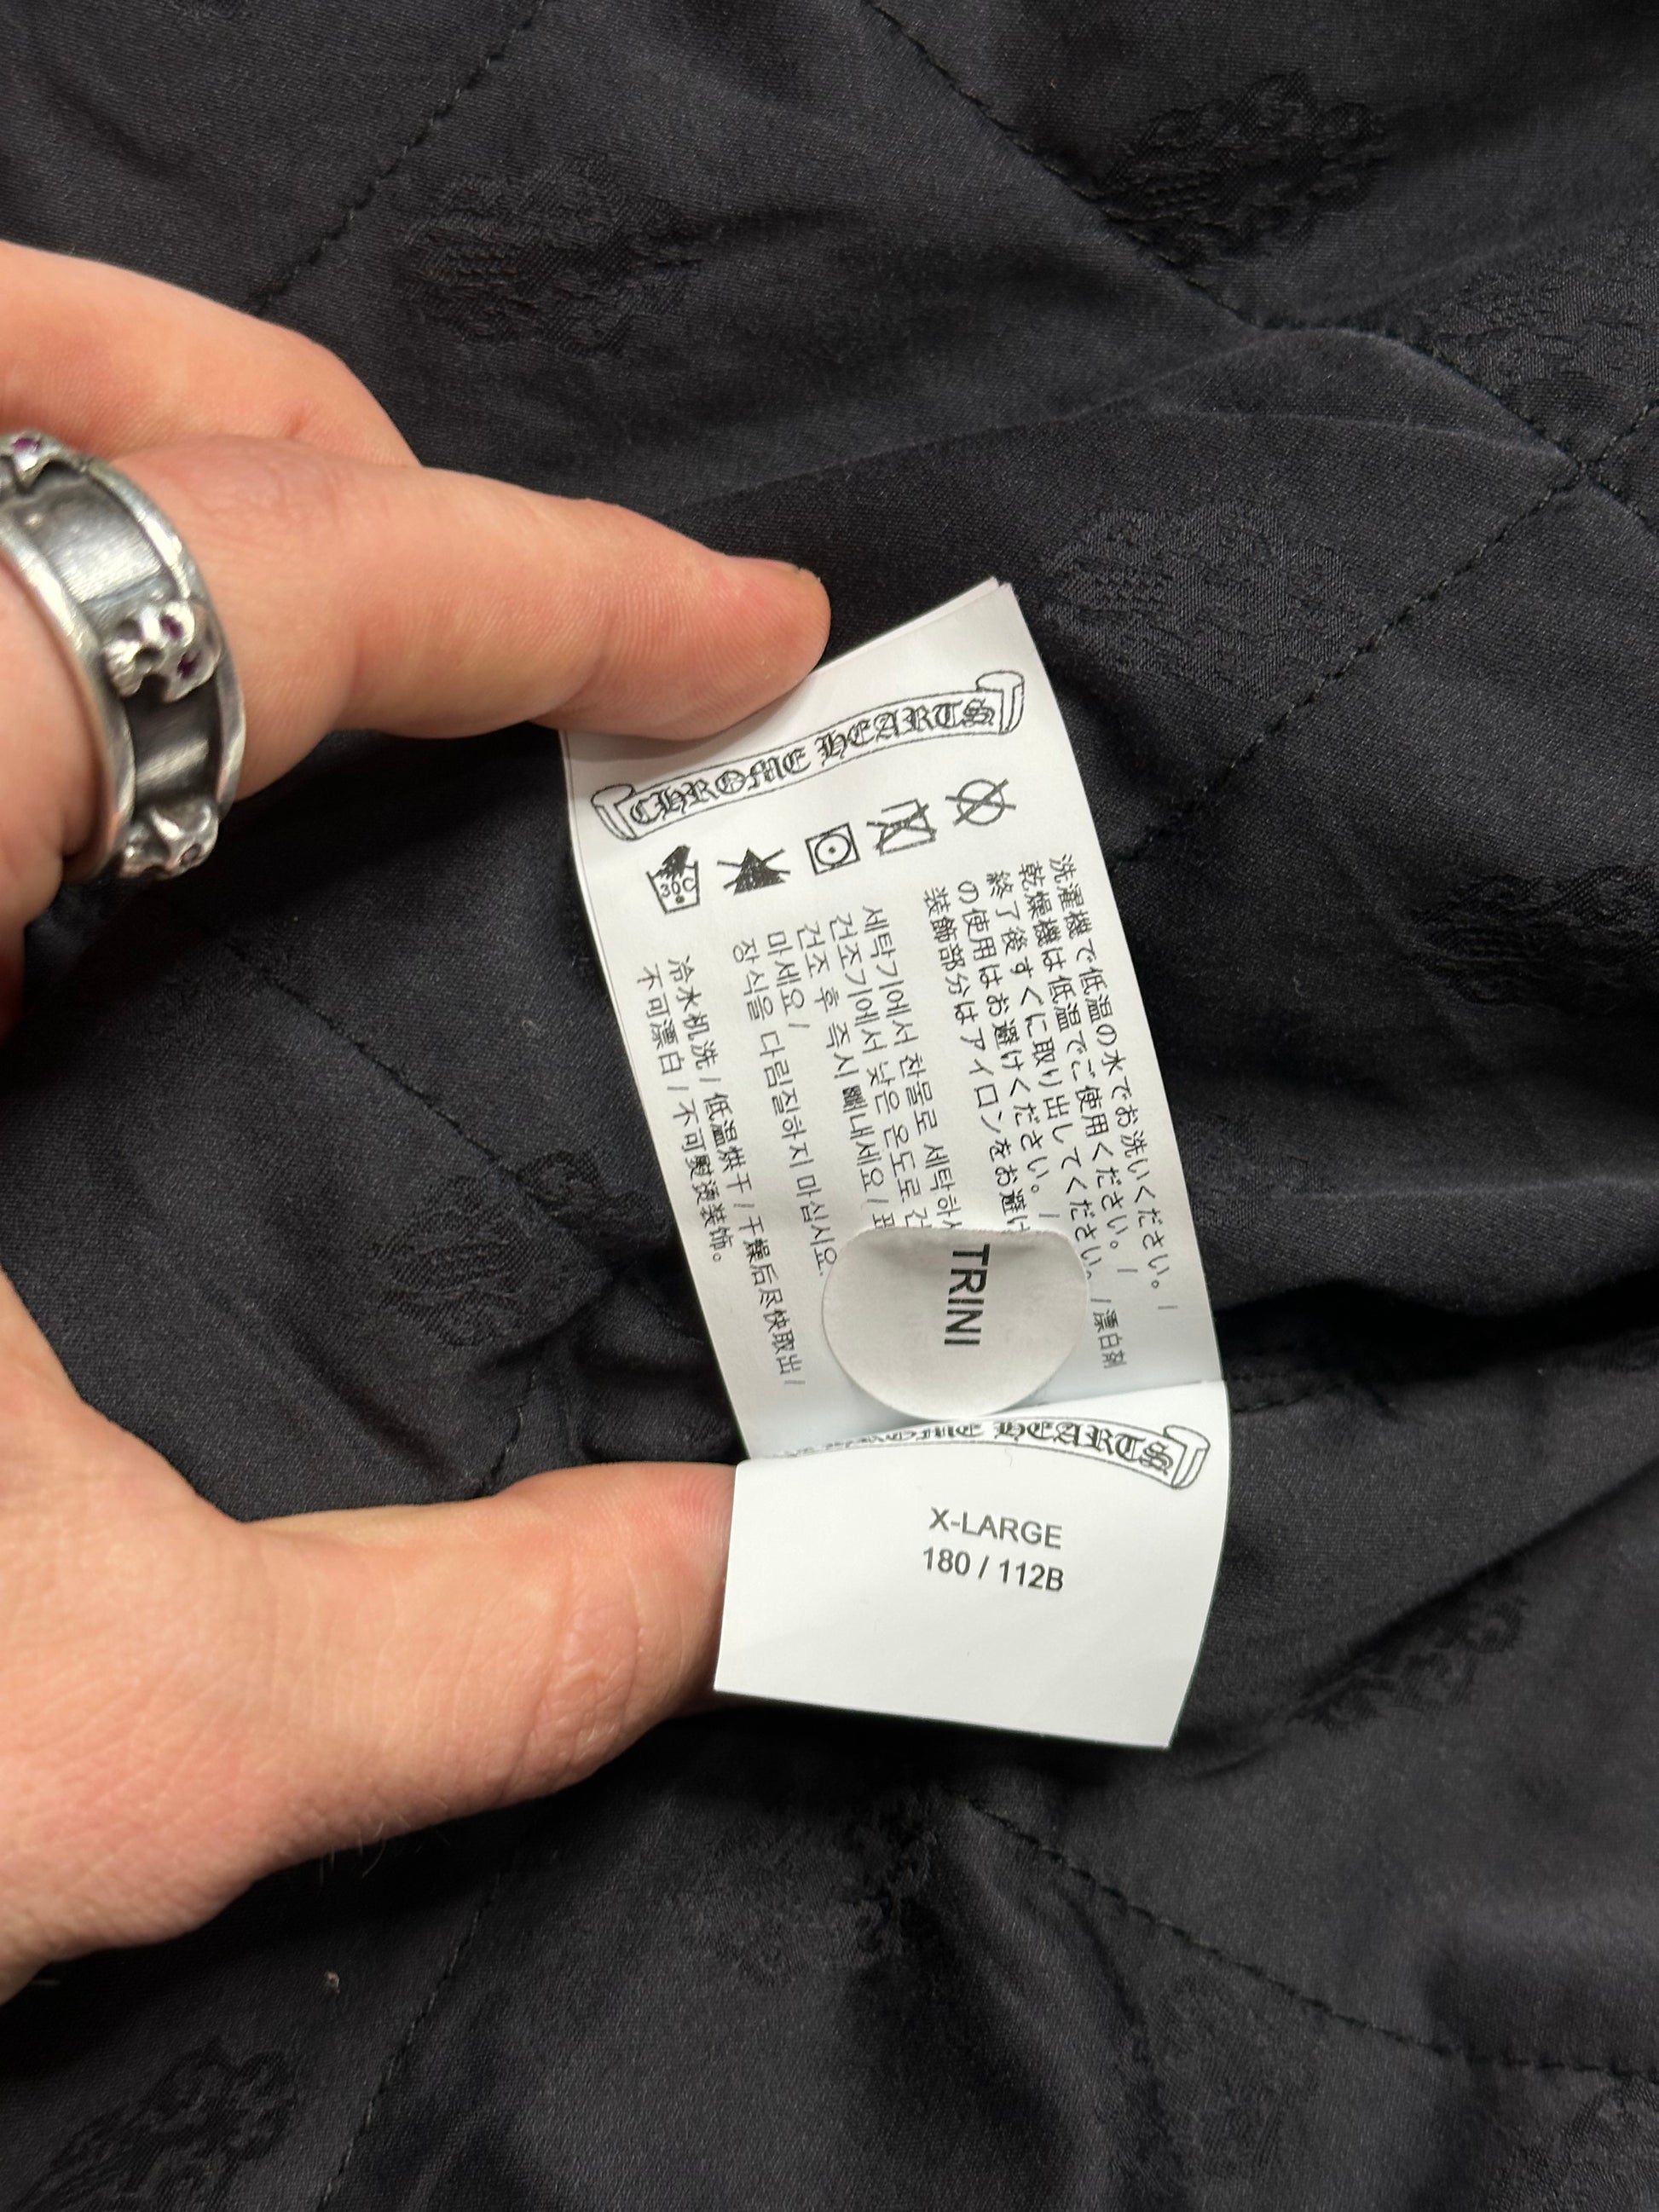 CHROME HEARTS
30C
洗濯機で低温の水でお洗いください。 /
乾燥機は低温でご使用ください。 /
終了後すぐに取り出してください。 / 漂白剤
の使用はお避けください。 /
装飾部分はアイロンをお避け
세탁기에서 찬물로 세탁하
건조기에서 낮은 온도로 건
건조 후 즉시 빼내세요 / 표
마세요 /
장식을 다림질하지 마십시요.
冷水机洗 / 低温烘干 / 干燥后尽快取出 /
不可漂白 / 不可熨烫装饰。
TRINI
HEARTS
X-LARGE
180 / 112B